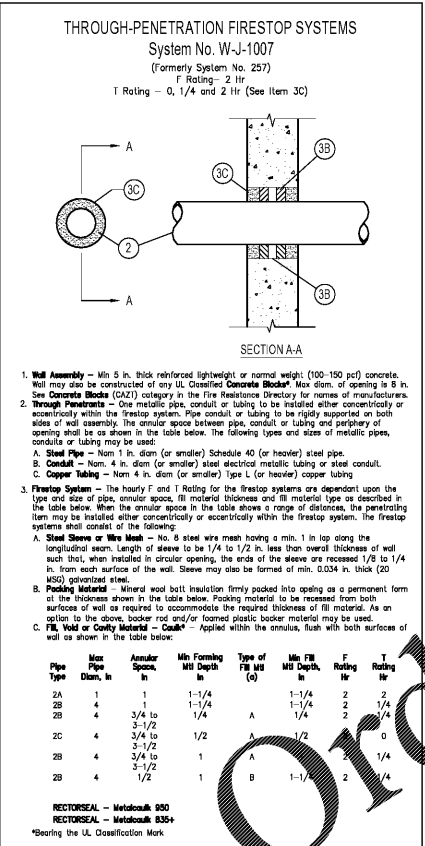 THROUGH-PENETRATION FIRESTOP SYSTEMS
System No. W-J-1007
(Formerly System No. 257)
F Rating- 2 Hr
T Rating - 0, 1/4 and 2 Hr (See Item 3C)
A
3B
3C
3C
2
A
3B
SECTION A-A
1. Wall Assembly - Min 5 in. thick reinforced lightweight or normal weight (100-150 pcf) concrete.
Wall may also be constructed of any UL Classified Concrete Blocks*. Max diam. of opening is 8 in.
See Concrete Blocks (CAZT) category in the Fire Resistance Directory for names of manufacturers.
2. Through Penetrants - One metallic pipe, conduit or tubing to be installed either concentrically or
eccentrically within the firestop system. Pipe conduit or tubing to be rigidly supported on both
sides of wall assembly. The annular space between pipe, conduit or tubing and periphery of
opening shall be as shown in the table below. The following types and sizes of metallic pipes,
conduits or tubing may be used:
A. Steel Pipe - Nom 1 in. diam (or smaller) Schedule 40 (or heavier) steel pipe.
B. Conduit - Nom. 4 in. diam (or smaller) steel electrical metallic tubing or steel conduit.
C. Copper Tubing - Nom 4 in. diam (or smaller) Type L (or heavier) copper tubing
3. Firestop System - The hourly F and T Rating for the firestop systems are dependant upon the
type and size of pipe, annular space, fill material thickness and fill material type as described in
the table below. When the annular space in the table shows a range of distances, the penetrating
item may be installed either concentrically or eccentrically within the firestop system. The firestop
systems shall consist of the following:
A. Steel Sleeve or Wire Mesh - No. 8 steel wire mesh having a min. 1 in lap along the
longitudinal seam. Length of sleeve to be 1/4 to 1/2 in. less than overall thickness of wall
such that, when installed in circular opening, the ends of the sleeve are recessed 1/8 to 1/4
in. from each surface of the wall. Sleeve may also be formed of min. 0.034 in. thick (20
MSG) galvanized steel.
B. Packing Material - Mineral wool batt insulation firmly packed into opeing as a permanent form
at the thickness shown in the table below. Packing material to be recessed from both
surfaces of wall as required to accommodate the required thickness of fill material. As an
option to the above, backer rod and/or foamed plastic backer material may be used.
C. Fill, Void or Cavity Material - Caulk* - Applied within the annulus, flush with both surfaces of
wall as shown in the table below:
Pipe Type Max Pipe Diam, in Annular Space, in Min Forming Mtl Depth in Type of Fill Mtl (a) Min Fill Mtl Depth, in F Rating Hr T Rating Hr
2A 1 1 1-1/4 1-1/4 2 2
2B 4 1 1-1/4 1-1/4 2 1/4
2B 4 3/4 to 3-1/2 1/4 A 1/4 2 1/4
2C 4 3/4 to 3-1/2 1/2 A 1/2 0
2B 4 3/4 to 3-1/2 1 A 1/4
2B 4 1/2 1 B 1-1/4 2 1/4
RECTORSEAL - Metacaulk 950
RECTORSEAL - Metacaulk 835+
*Bearing the UL Classification Mark
Ord